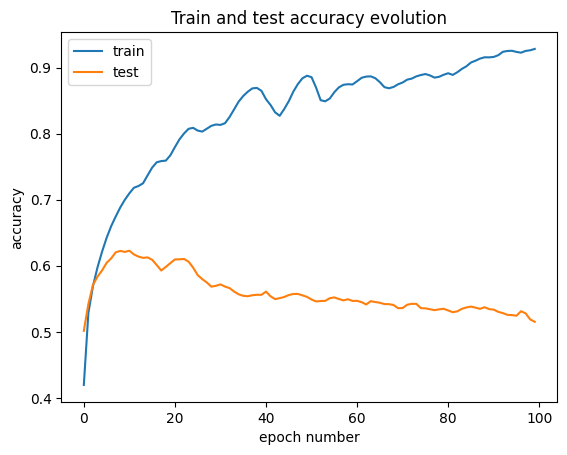 Train and test accuracy evolution
train
test
accuracy
0.9
0.8
0.7
0.6
0.5
0.4
0
20
40
60
80
100
epoch number